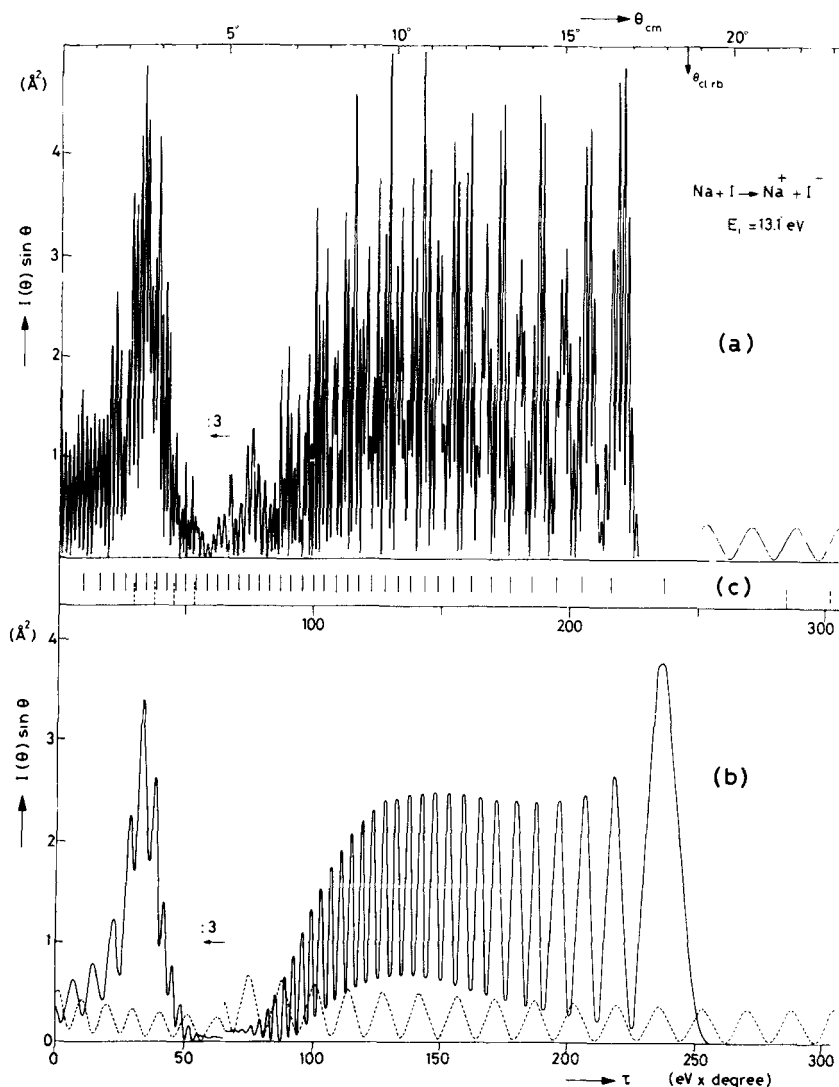 θcm
5° 10° 15° 20°
(Å²)
θcl rb
4
3
2
1
I(θ) sin θ
Na + I → Na⁺ + I⁻
E₁ = 13.1 eV
(a)
:3
(c)
100 200 300
(Å²)
4
3
2
1
0
I(θ) sin θ
(b)
:3
0 50 100 150 200 250 300
τ (eV x degree)